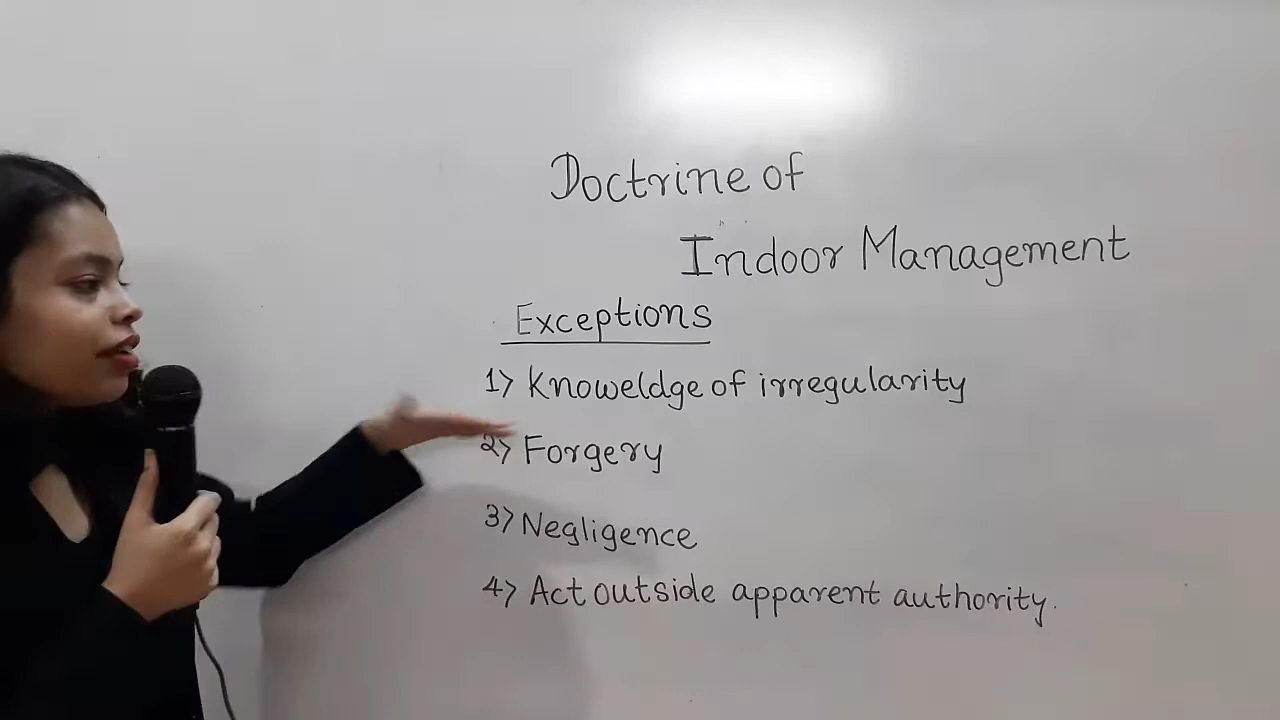 Doctrine of
Indoor Management
Exceptions
1> Knoweldge of irregularity
2> Forgery
3> Negligence
4> Act outside apparent authority.